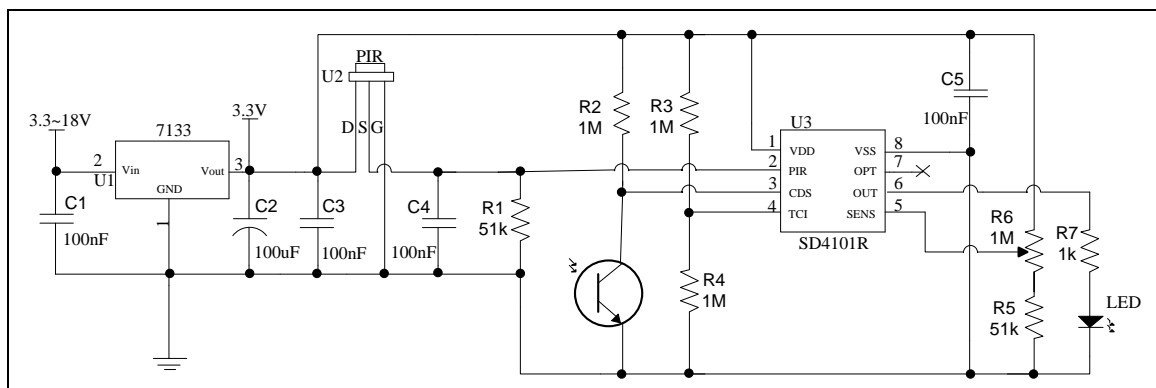 PIR
U2
D S G
3.3~18V
3.3V
7133
2
Vin
Vout
3
U1
GND
1
C1
100nF
C2
100uF
C3
100nF
C4
100nF
R1
51k
R2
1M
R3
1M
R4
1M
U3
1
VDD
VSS
8
2
PIR
OPT
7
3
CDS
OUT
6
4
TCI
SENS
5
SD4101R
C5
100nF
R6
1M
R7
1k
R5
51k
LED